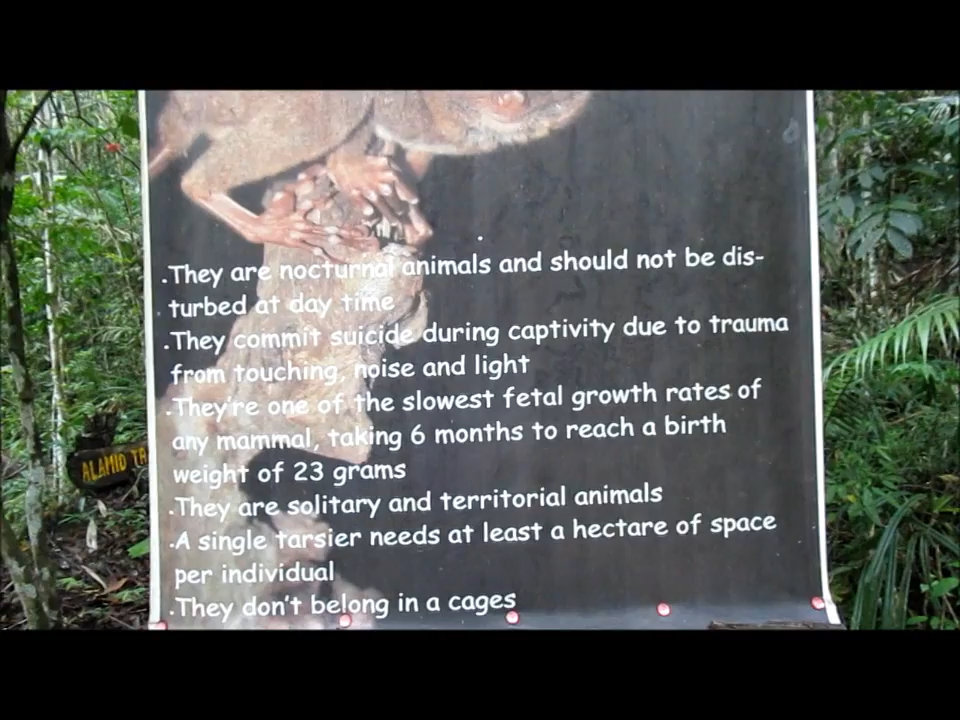 .They are nocturnal animals and should not be dis-
turbed at day time
.They commit suicide during captivity due to trauma
from touching, noise and light
.They're one of the slowest fetal growth rates of
any mammal, taking 6 months to reach a birth
weight of 23 grams
.They are solitary and territorial animals
.A single tarsier needs at least a hectare of space
per individual
.They don't belong in a cages
ALAMID